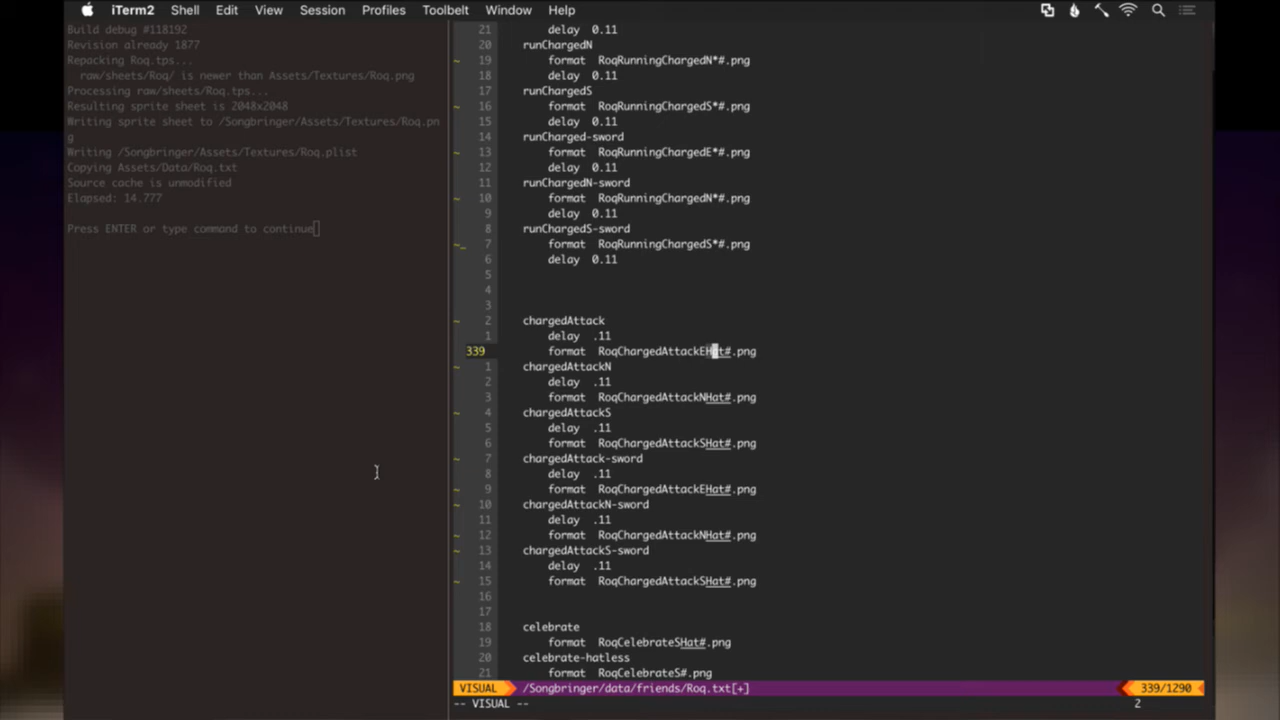 iTerm2 Shell Edit View Session Profiles Toolbelt Window Help
Build debug #118192
Revision already 1877
Repacking Roq.tps...
raw/sheets/Roq/ is newer than Assets/Textures/Roq.png
Processing raw/sheets/Roq.tps...
Resulting sprite sheet is 2048x2048
Writing sprite sheet to /Songbringer/Assets/Textures/Roq.pn
g
Writing /Songbringer/Assets/Textures/Roq.plist
Copying Assets/Data/Roq.txt
Source cache is unmodified
Elapsed: 14.777
Press ENTER or type command to continue
21 delay 0.11
20 runChargedN
~ 19 format RoqRunningChargedN*#.png
18 delay 0.11
17 runChargedS
~ 16 format RoqRunningChargedS*#.png
15 delay 0.11
14 runCharged-sword
~ 13 format RoqRunningChargedE*#.png
12 delay 0.11
11 runChargedN-sword
~ 10 format RoqRunningChargedN*#.png
9 delay 0.11
8 runChargedS-sword
~_ 7 format RoqRunningChargedS*#.png
6 delay 0.11
5
4
3
~ 2 chargedAttack
~ 1 delay .11
339 format RoqChargedAttackEHat#.png
~ 1 chargedAttackN
~ 2 delay .11
~ 3 format RoqChargedAttackNHat#.png
~ 4 chargedAttackS
~ 5 delay .11
~ 6 format RoqChargedAttackSHat#.png
~ 7 chargedAttack-sword
~ 8 delay .11
~ 9 format RoqChargedAttackEHat#.png
~ 10 chargedAttackN-sword
~ 11 delay .11
~ 12 format RoqChargedAttackNHat#.png
~ 13 chargedAttackS-sword
~ 14 delay .11
~ 15 format RoqChargedAttackSHat#.png
16
17
18 celebrate
19 format RoqCelebrateSHat#.png
20 celebrate-hatless
21 format RoqCelebrateS#.png
VISUAL /Songbringer/data/friends/Roq.txt[+] 339/1290
-- VISUAL -- 2